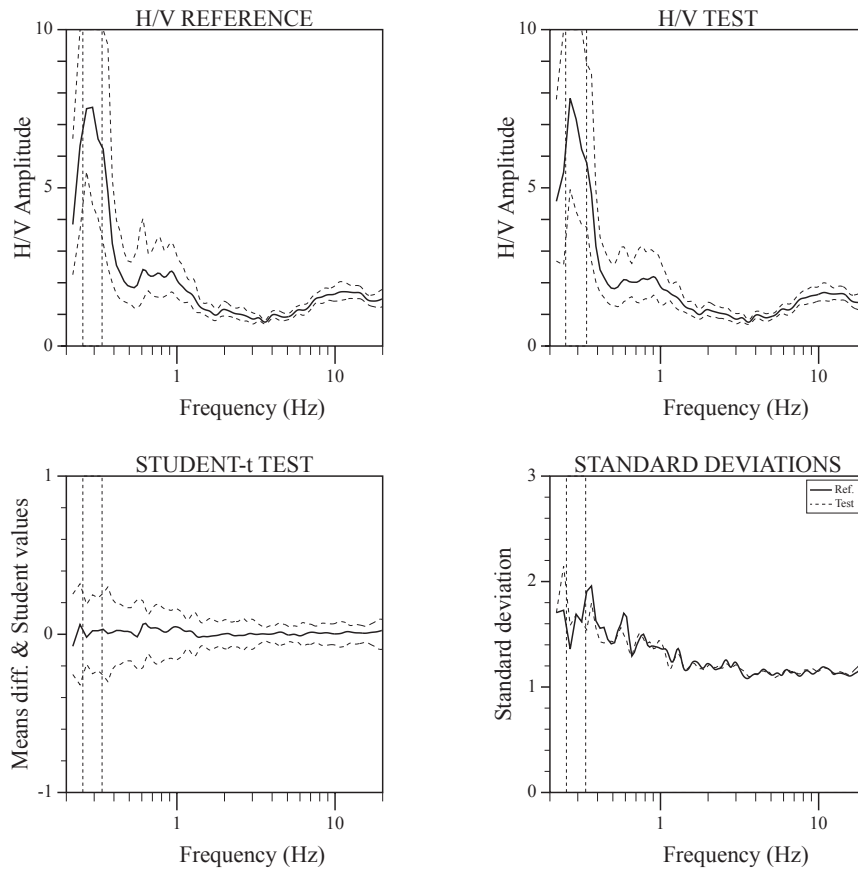 H/V REFERENCE
10
5
0
H/V Amplitude
1
10
Frequency (Hz)
H/V TEST
10
5
0
H/V Amplitude
1
10
Frequency (Hz)
STUDENT-t TEST
1
0
-1
Means diff. & Student values
1
10
Frequency (Hz)
STANDARD DEVIATIONS
3
2
1
0
Standard deviation
Ref.
Test
1
10
Frequency (Hz)